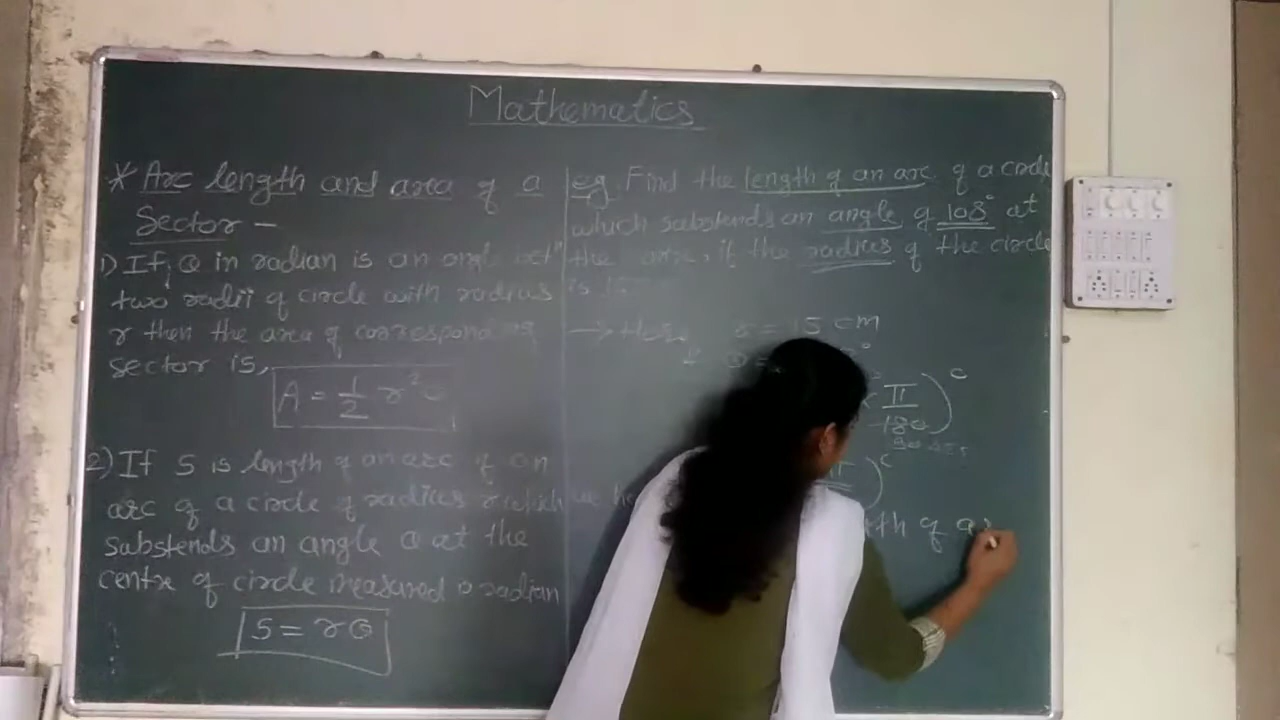 Mathematics
* Arc length and area of a
Sector -
1) If, θ in radian is an angle betn
two radii of circle with radius
r then the area of corresponding
sector is,
A = 1/2 r²θ
2) If S is length of an arc of an
arc of a circle of radius r which
substends an angle θ at the
centre of circle measured in radian
S = rθ
eg. Find the length of an arc of a circle
which substends an angle of 108° at
the centre, if the radius of the circle
is 15
→ Here, r = 15 cm
& θ = °
× π/180)ᶜ
)ᶜ
we of